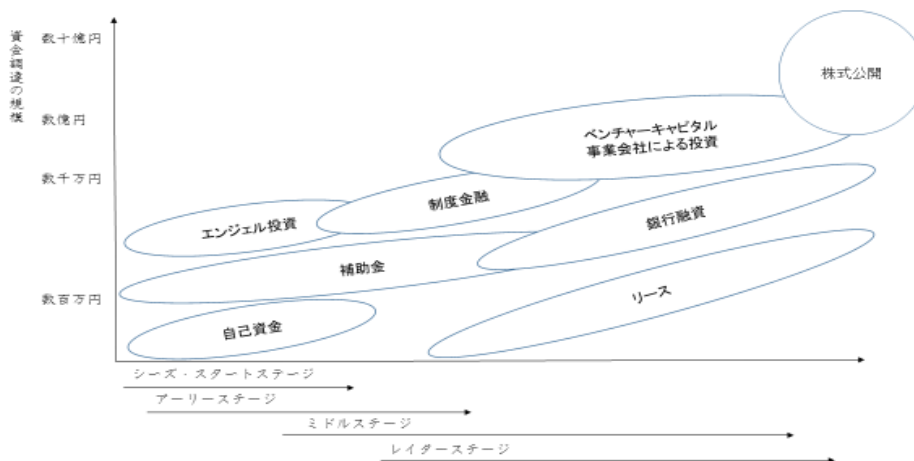 資金調達の規模
数十億円
数億円
数千万円
数百万円
株式公開
ベンチャーキャピタル
事業会社による投資
制度金融
エンジェル投資
銀行融資
補助金
リース
自己資金
シーズ・スタートステージ
アーリーステージ
ミドルステージ
レイターステージ